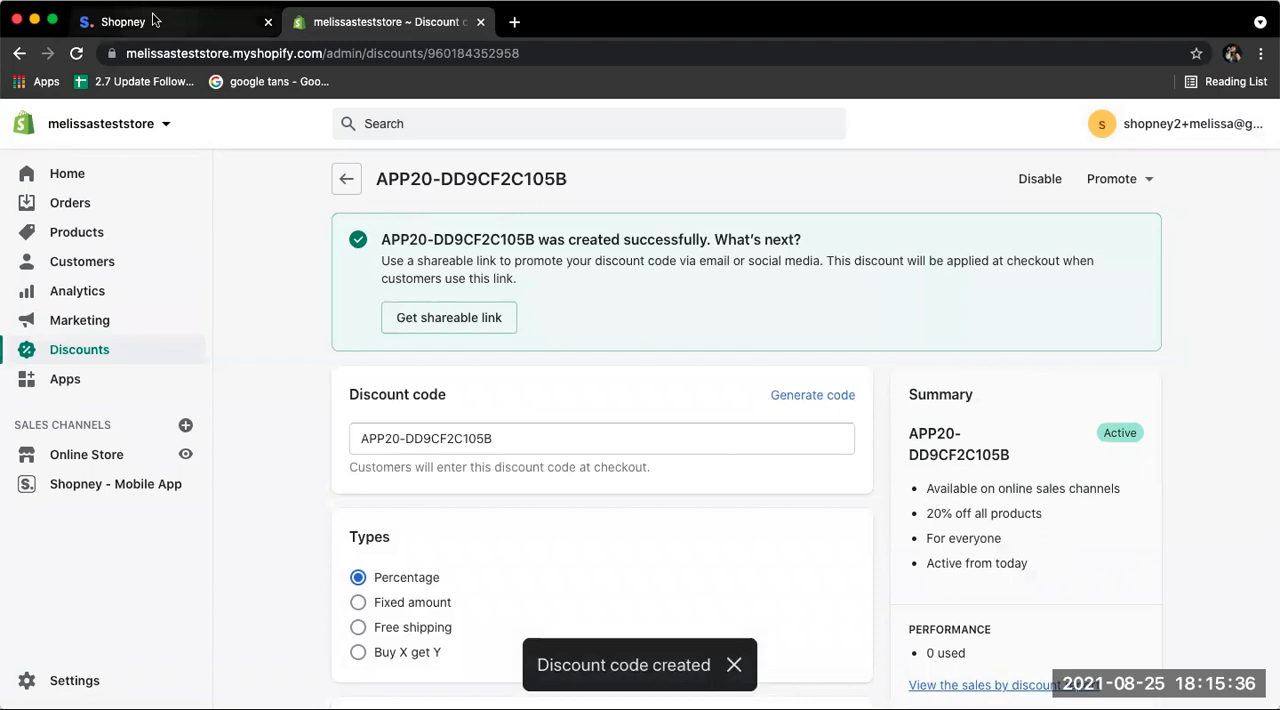 Shopney
melissasteststore ~ Discount c
melissasteststore.myshopify.com/admin/discounts/960184352958
Apps
2.7 Update Follow...
google tans - Goo...
Reading List
melissasteststore
Search
s
shopney2+melissa@g...
Home
Orders
Products
Customers
Analytics
Marketing
Discounts
Apps
SALES CHANNELS
Online Store
Shopney - Mobile App
Settings
APP20-DD9CF2C105B
Disable
Promote
APP20-DD9CF2C105B was created successfully. What's next?
Use a shareable link to promote your discount code via email or social media. This discount will be applied at checkout when
customers use this link.
Get shareable link
Discount code
Generate code
APP20-DD9CF2C105B
Customers will enter this discount code at checkout.
Types
Percentage
Fixed amount
Free shipping
Buy X get Y
Summary
APP20-
DD9CF2C105B
Active
Available on online sales channels
20% off all products
For everyone
Active from today
PERFORMANCE
0 used
View the sales by discount
Discount code created
2021-08-25 18:15:36